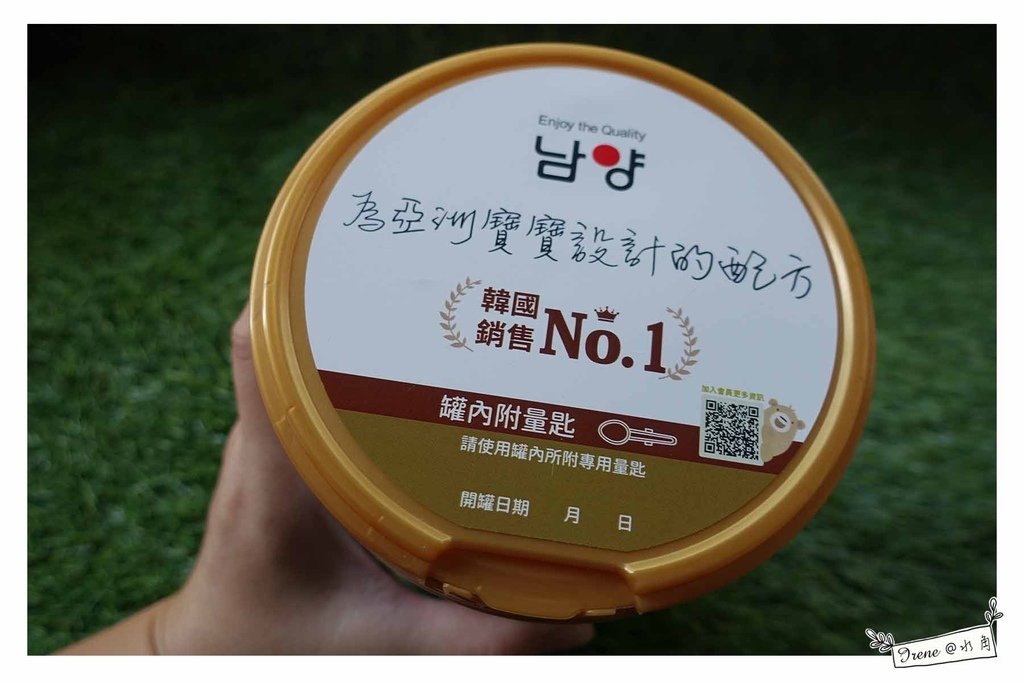 Enjoy the Quality
남양
為亞洲寶寶設計的配方
韓國
銷售
No.1
加入會員更多資訊
罐內附量匙
請使用罐內所附專用量匙
開罐日期 月 日
Irene @ 水角